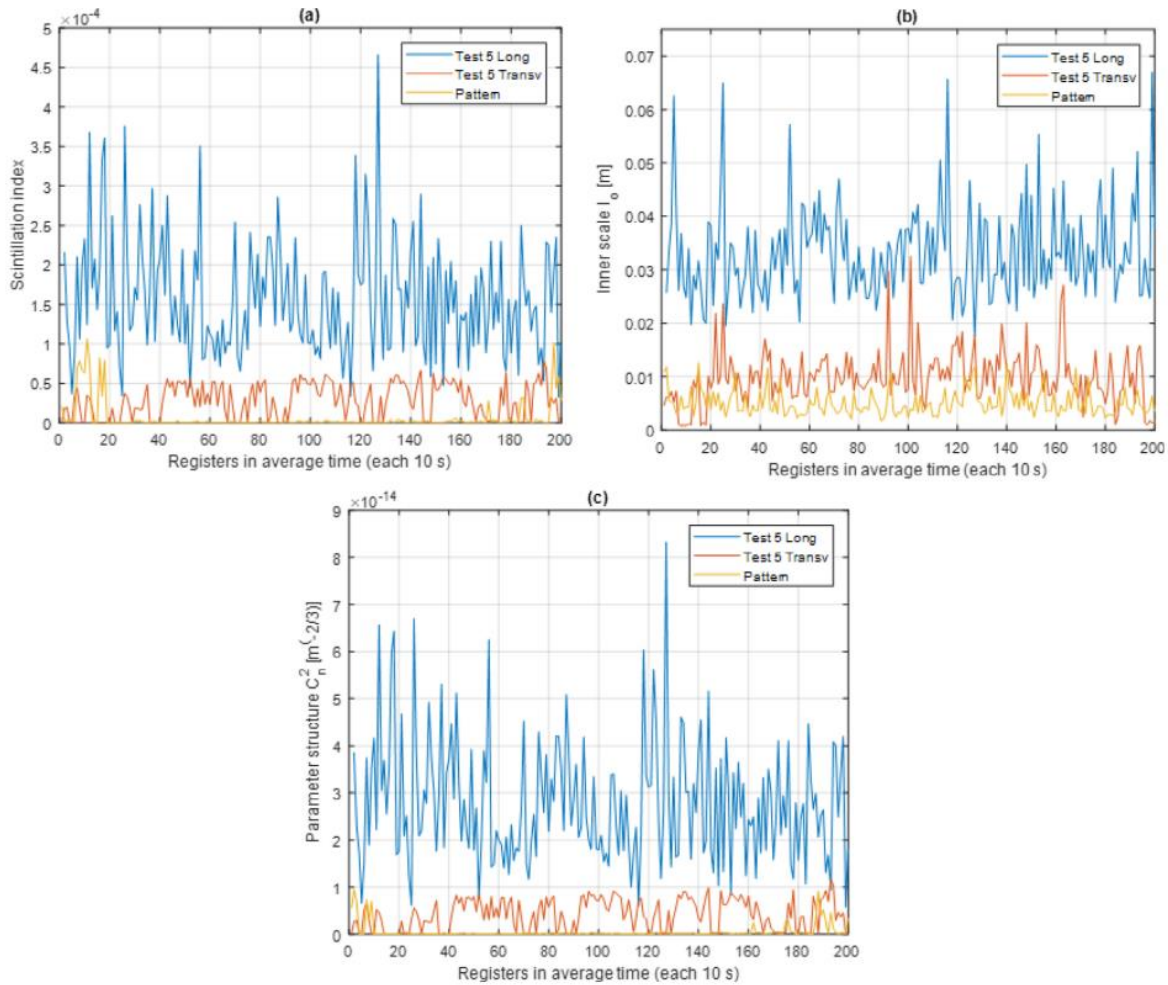 (a)
×10-4
Scintillation index
5
4.5
4
3.5
3
2.5
2
1.5
1
0.5
0
0 20 40 60 80 100 120 140 160 180 200
Registers in average time (each 10 s)
Test 5 Long
Test 5 Transv
Pattern
(b)
Inner scale l_o [m]
0.07
0.06
0.05
0.04
0.03
0.02
0.01
0
0 20 40 60 80 100 120 140 160 180 200
Registers in average time (each 10 s)
Test 5 Long
Test 5 Transv
Pattern
(c)
×10-14
Parameter structure C_n^2 [m(-2/3)]
9
8
7
6
5
4
3
2
1
0
0 20 40 60 80 100 120 140 160 180 200
Registers in average time (each 10 s)
Test 5 Long
Test 5 Transv
Pattern